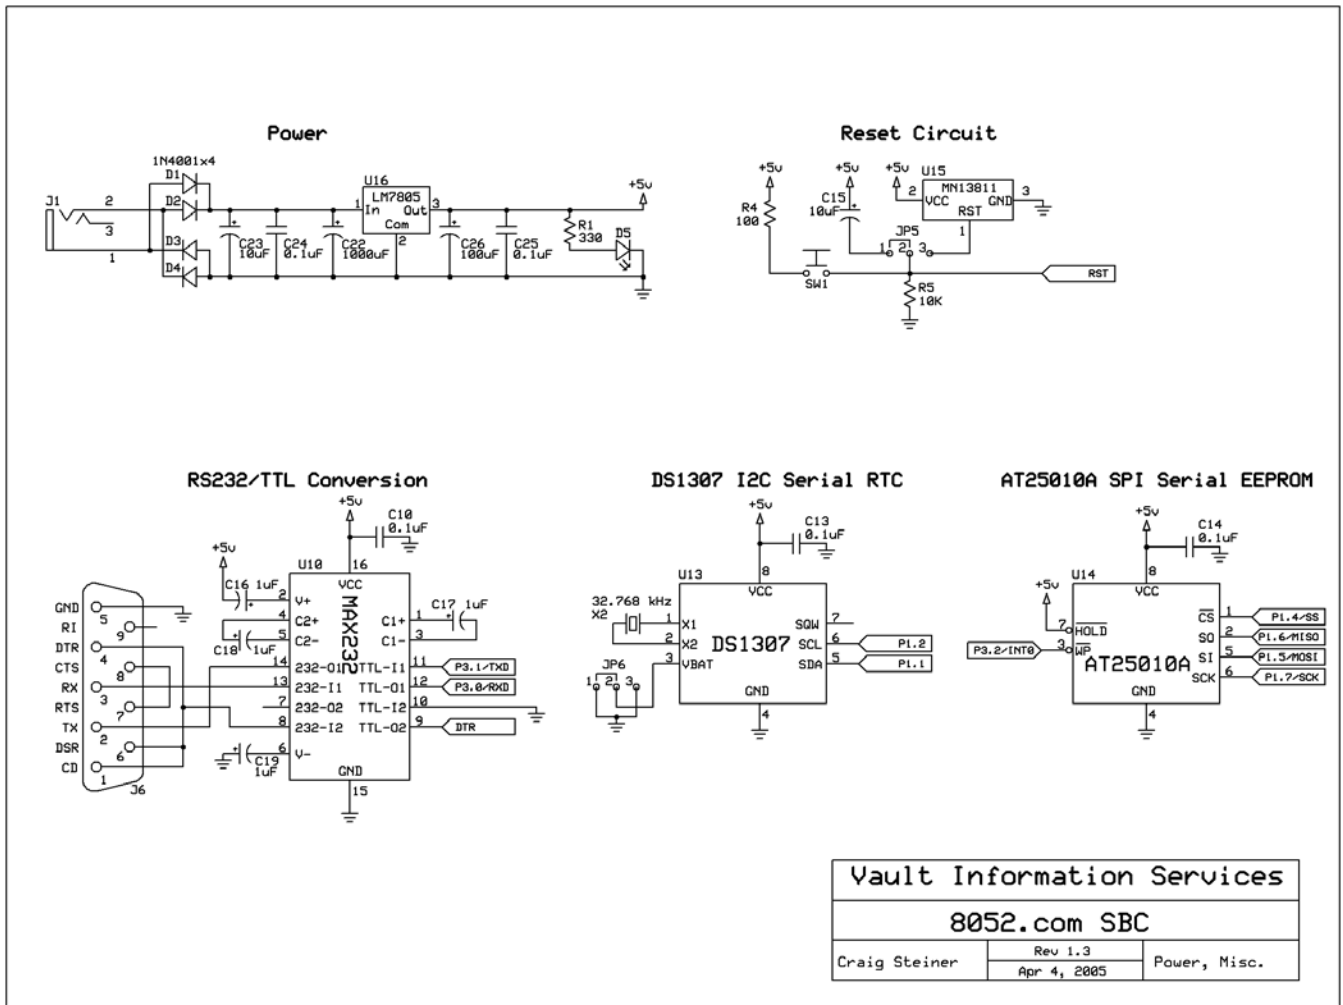 Power
1N4001x4
D1
D2
D3
D4
J1
2
3
1
U16
LM7805
In Out
Com
1
3
2
C23
10uF
C24
0.1uF
C22
1000uF
C26
100uF
C25
0.1uF
R1
330
D5
+5v
Reset Circuit
+5v
+5v
+5v
R4
100
C15
10uF
U15
MN13811
VCC GND
RST
2
3
1
JP5
1 2 3
SW1
R5
10K
RST
RS232/TTL Conversion
+5v
C10
0.1uF
+5v
U10
16
VCC
MAX232
C16 1uF
2 V+
4 C2+
5 C2-
C18 1uF
14 232-O1
13 232-I1
7 232-O2
8 232-I2
6 V-
C19
1uF
C1+ 1
C1- 3
C17 1uF
TTL-I1 11 P3.1/TXD
TTL-O1 12 P3.0/RXD
TTL-I2 10
TTL-O2 9 DTR
GND
15
GND 5
RI 9
DTR 4
CTS 8
RX 3
RTS 7
TX 2
DSR 6
CD 1
J6
DS1307 I2C Serial RTC
+5v
C13
0.1uF
U13
8
VCC
32.768 kHz
X2
1 X1
2 X2
3 VBAT
DS1307
SQW 7
SCL 6 P1.2
SDA 5 P1.1
GND
4
JP6
1 2 3
AT25010A SPI Serial EEPROM
+5v
C14
0.1uF
+5v
U14
8
VCC
7 HOLD
P3.2/INT0 3 WP
AT25010A
CS 1 P1.4/SS
SO 2 P1.6/MISO
SI 5 P1.5/MOSI
SCK 6 P1.7/SCK
GND
4
Vault Information Services
8052.com SBC
Craig Steiner
Rev 1.3
Apr 4, 2005
Power, Misc.